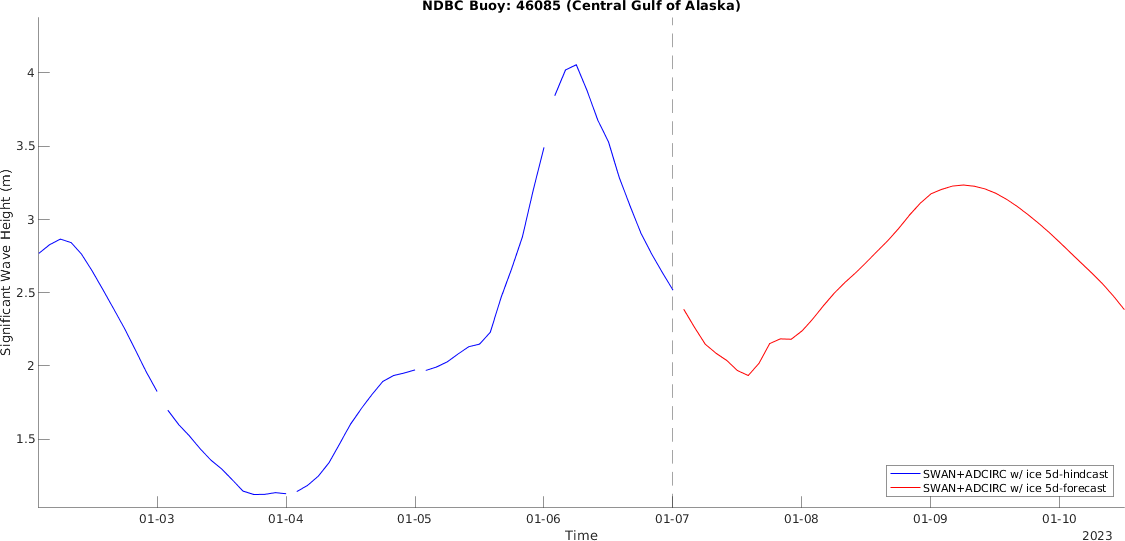 NDBC Buoy: 46085 (Central Gulf of Alaska)
Significant Wave Height (m)
4
3.5
3
2.5
2
1.5
SWAN+ADCIRC w/ ice 5d-hindcast
SWAN+ADCIRC w/ ice 5d-forecast
01-03 01-04 01-05 01-06 01-07 01-08 01-09 01-10
Time
2023